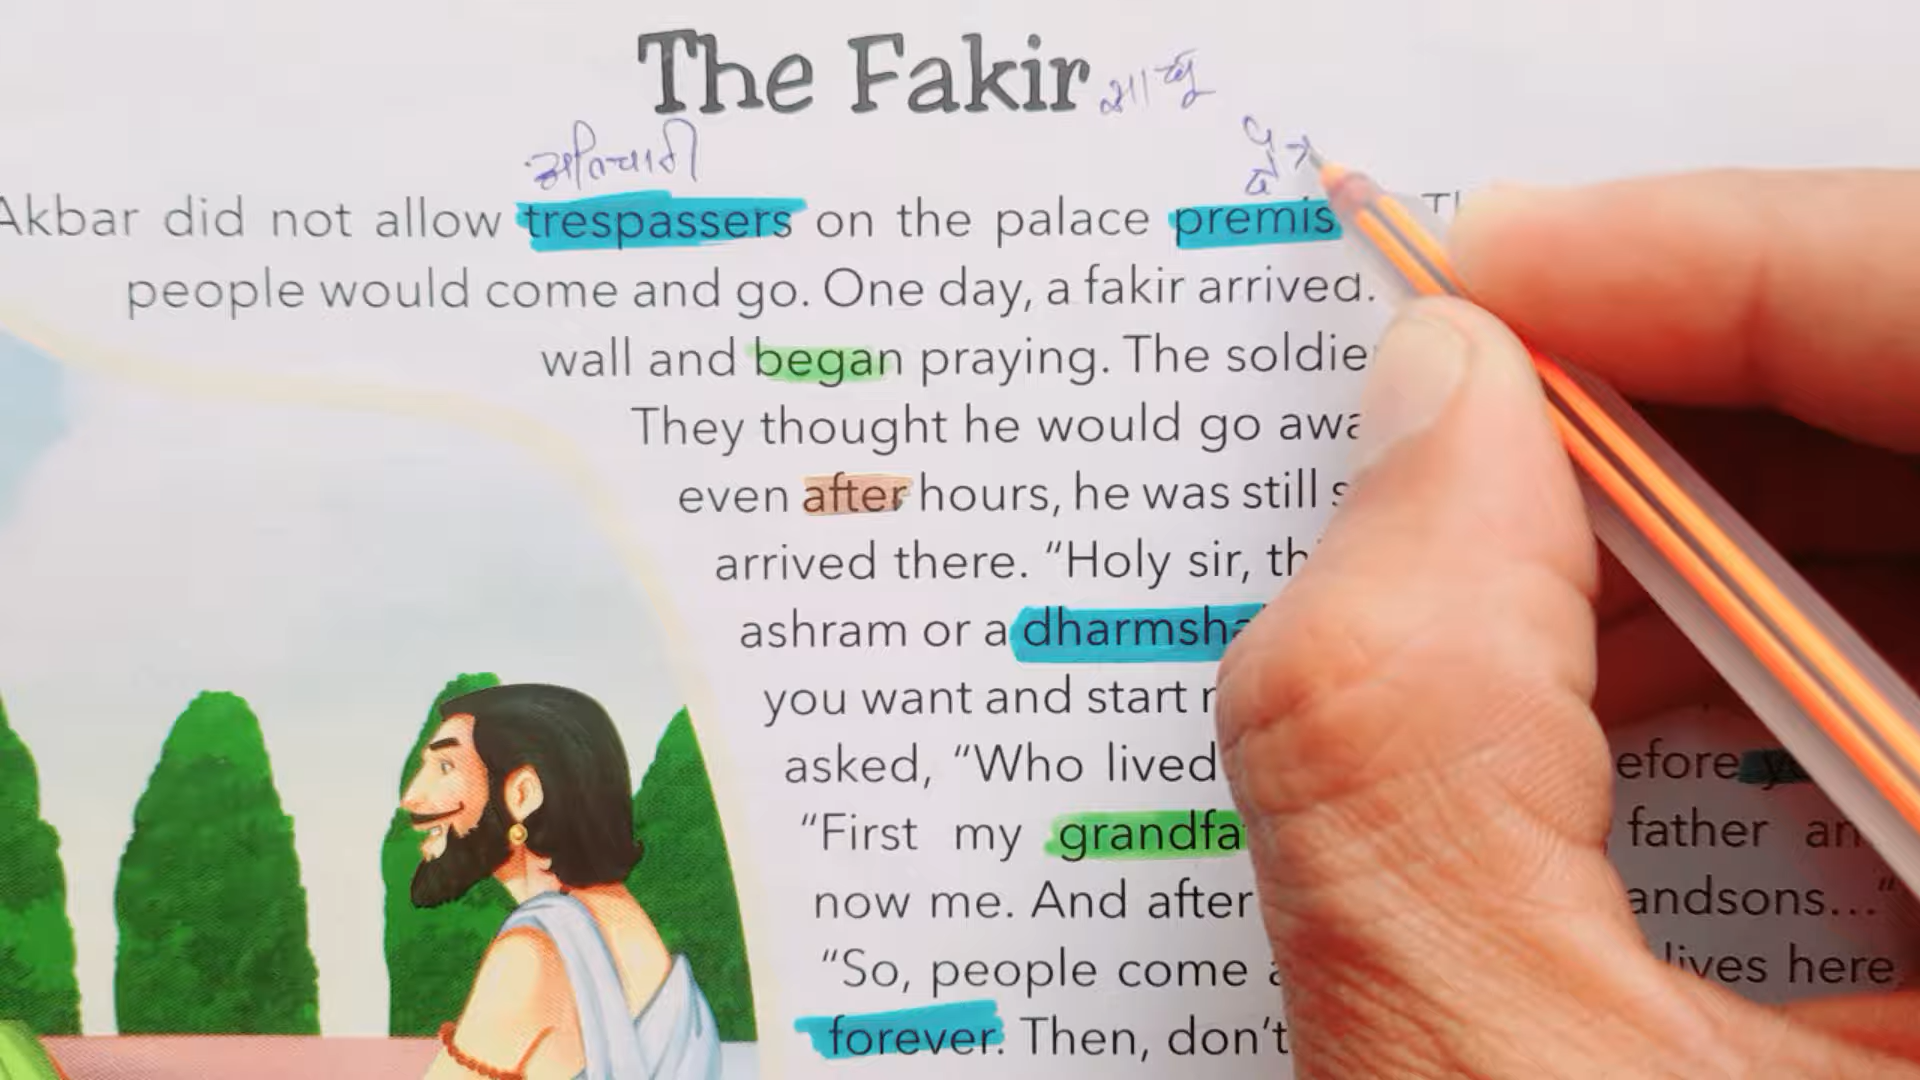 The Fakir साधु
Akbar did not allow trespassers on the palace premis
people would come and go. One day, a fakir arrived.
wall and began praying. The soldie
They thought he would go awa
even after hours, he was still s
arrived there. “Holy sir, th
ashram or a dharmsha
you want and start r
asked, “Who lived efore
“First my grandfa father an
now me. And after andsons...”
“So, people come a lives here
forever. Then, don’t